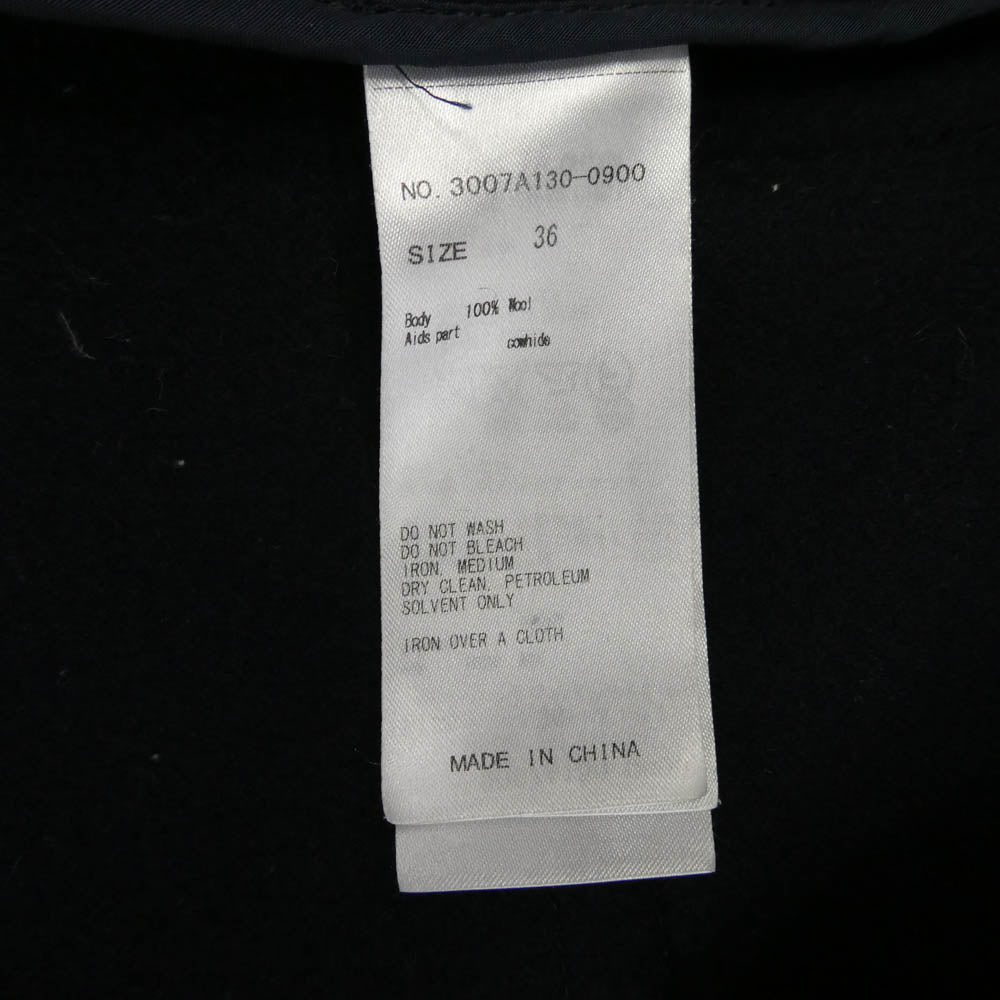 NO. 3007A130-0900
SIZE 36
Body 100% Wool
Aids part cowhide
DO NOT WASH
DO NOT BLEACH
IRON, MEDIUM
DRY CLEAN, PETROLEUM
SOLVENT ONLY
IRON OVER A CLOTH
MADE IN CHINA